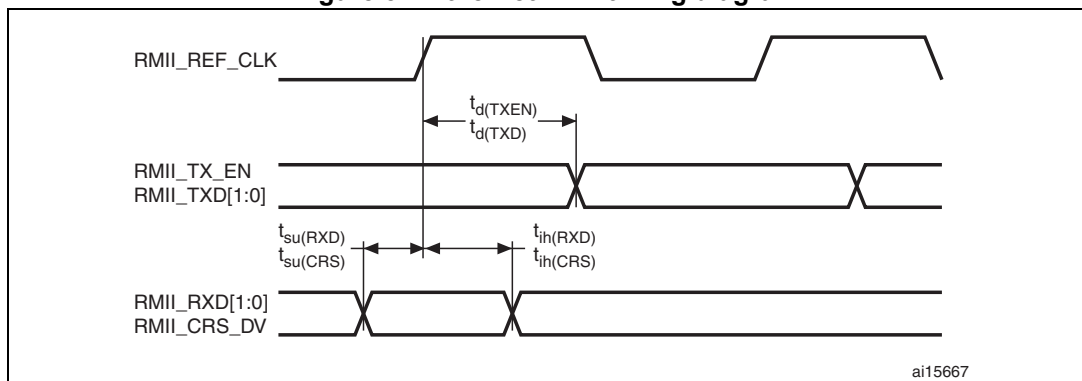 RMII_REF_CLK
td(TXEN)
td(TXD)
RMII_TX_EN
RMII_TXD[1:0]
tsu(RXD)
tsu(CRS)
tih(RXD)
tih(CRS)
RMII_RXD[1:0]
RMII_CRS_DV
ai15667